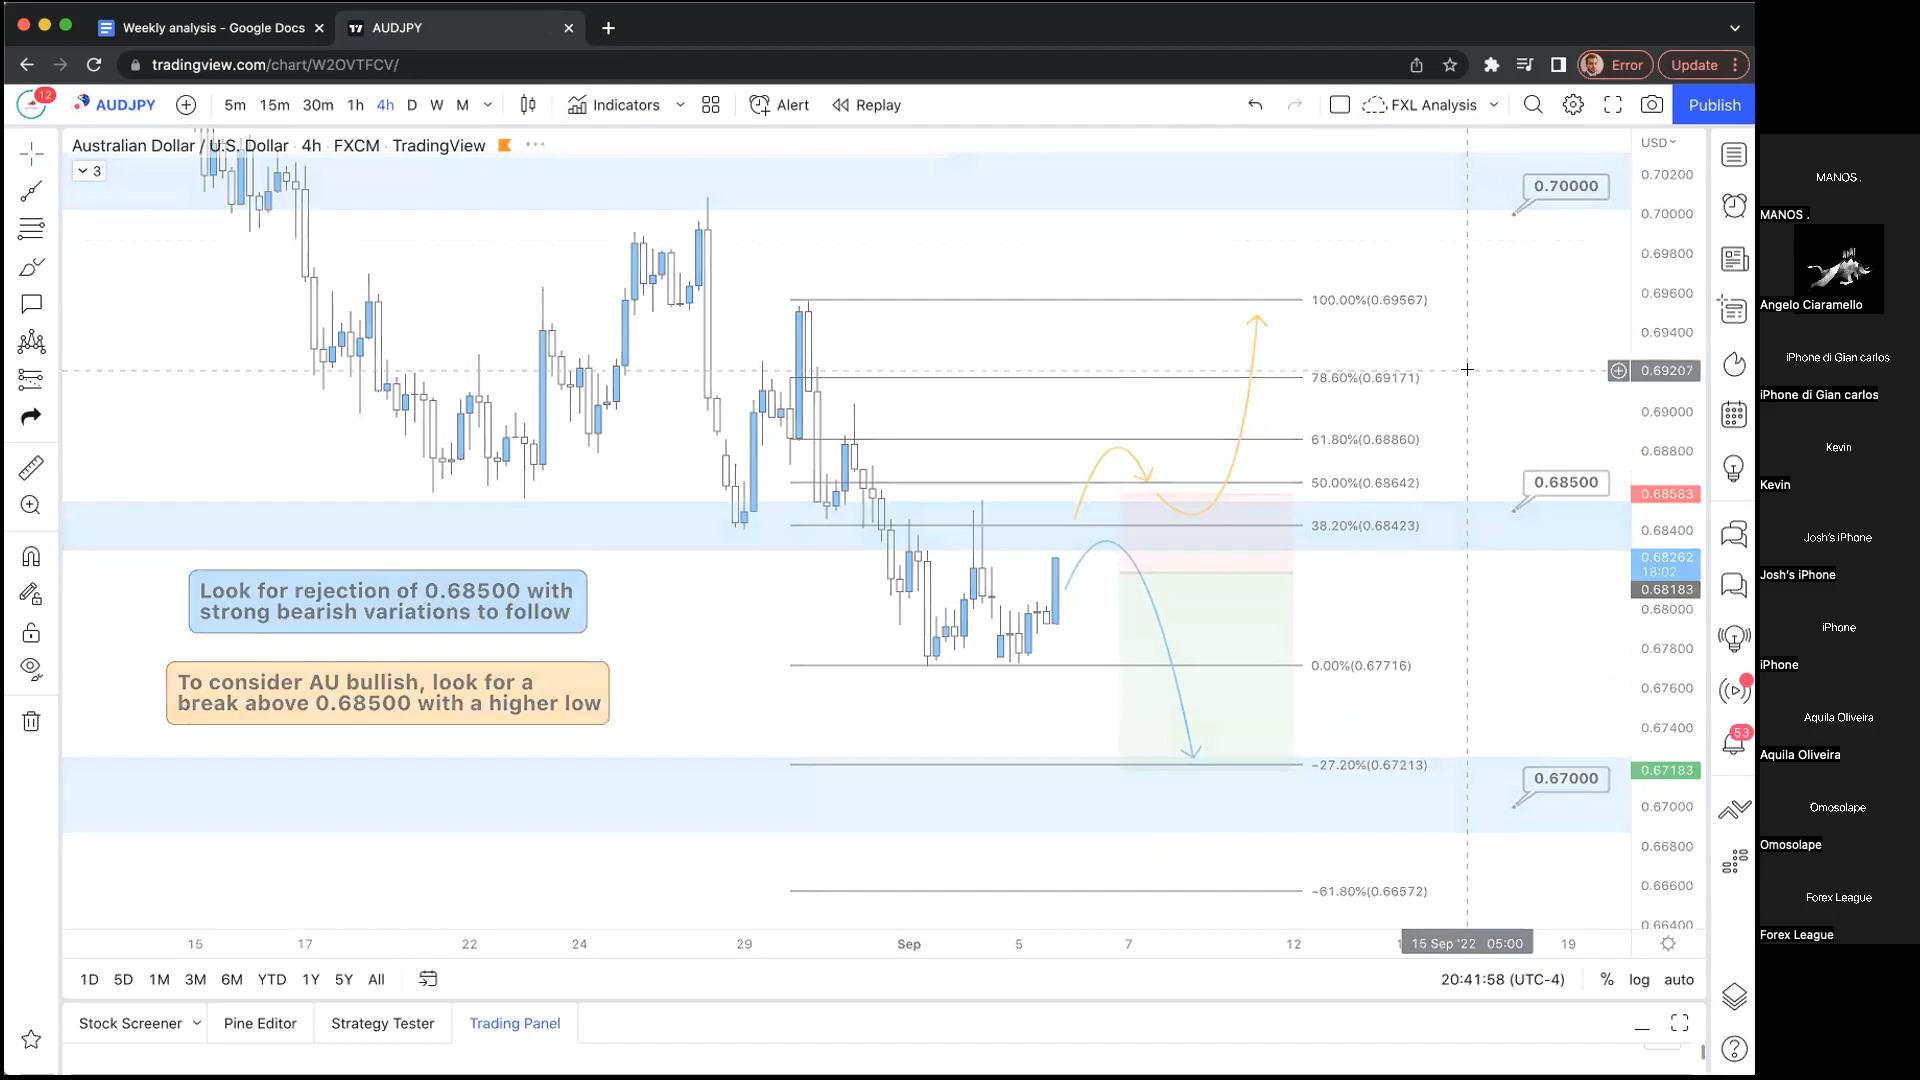 Weekly analysis - Google Docs
AUDJPY
tradingview.com/chart/W2OVTFCV/
Error
Update
12
AUDJPY
5m 15m 30m 1h 4h D W M
Indicators
Alert
Replay
FXL Analysis
Publish
Australian Dollar / U.S. Dollar · 4h · FXCM · TradingView
3
USD
0.70200
0.70000
0.69800
0.69600
0.69400
0.69207
0.69000
0.68800
0.68583
0.68400
0.68262
18:02
0.68183
0.68000
0.67800
0.67600
0.67400
0.67183
0.67000
0.66800
0.66600
0.66400
0.70000
0.68500
0.67000
100.00%(0.69567)
78.60%(0.69171)
61.80%(0.68860)
50.00%(0.68642)
38.20%(0.68423)
0.00%(0.67716)
−27.20%(0.67213)
−61.80%(0.66572)
Look for rejection of 0.68500 with
strong bearish variations to follow
To consider AU bullish, look for a
break above 0.68500 with a higher low
15 17 22 24 29 Sep 5 7 12 15 Sep '22 05:00 19
1D 5D 1M 3M 6M YTD 1Y 5Y All
20:41:58 (UTC-4)
% log auto
Stock Screener
Pine Editor
Strategy Tester
Trading Panel
53
MANOS .
MANOS .
Angelo Ciaramello
iPhone di Gian carlos
iPhone di Gian carlos
Kevin
Kevin
Josh's iPhone
Josh's iPhone
iPhone
iPhone
Aquila Oliveira
Aquila Oliveira
Omosolape
Omosolape
Forex League
Forex League